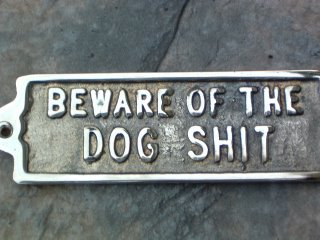 BEWARE OF THE
DOG SHIT